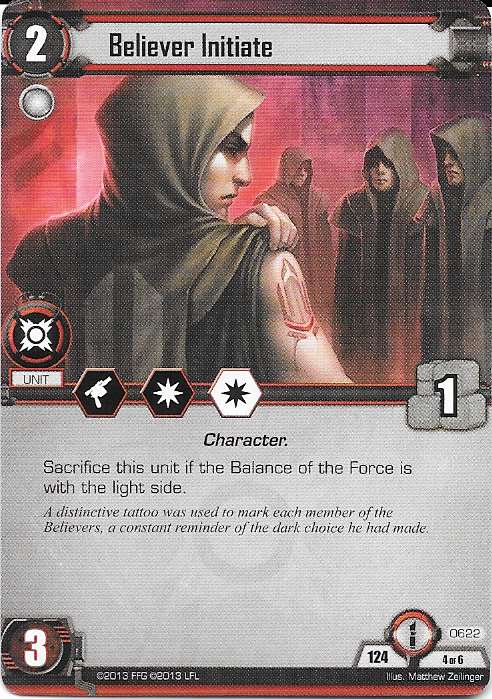 2
Believer Initiate
UNIT
1
Character.
Sacrifice this unit if the Balance of the Force is
with the light side.
A distinctive tattoo was used to mark each member of the
Believers, a constant reminder of the dark choice he had made.
3
0622
124
4 of 6
©2013 FFG ©2013 LFL
Illus. Matthew Zeilinger